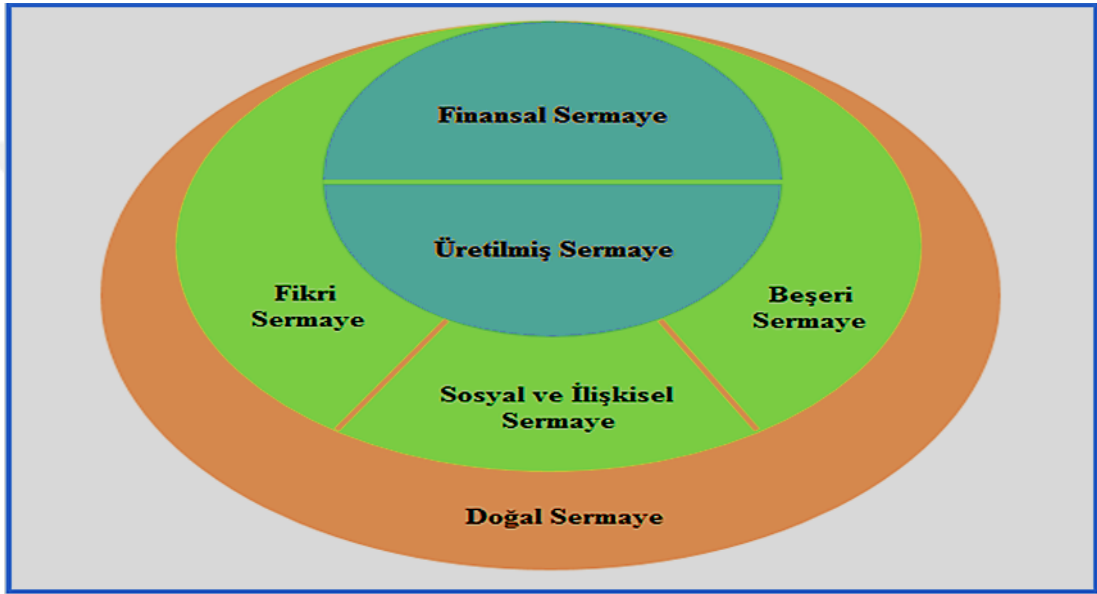 Finansal Sermaye
Üretilmiş Sermaye
Fikri
Sermaye
Beşeri
Sermaye
Sosyal ve İlişkisel
Sermaye
Doğal Sermaye